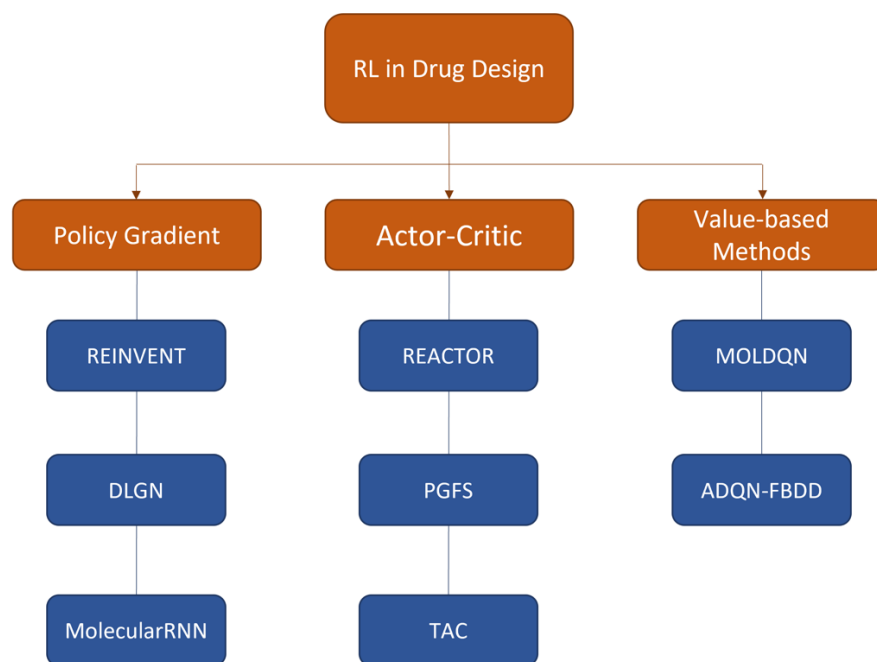 RL in Drug Design
Policy Gradient
Actor-Critic
Value-based
Methods
REINVENT
REACTOR
MOLDQN
DLGN
PGFS
ADQN-FBDD
MolecularRNN
TAC